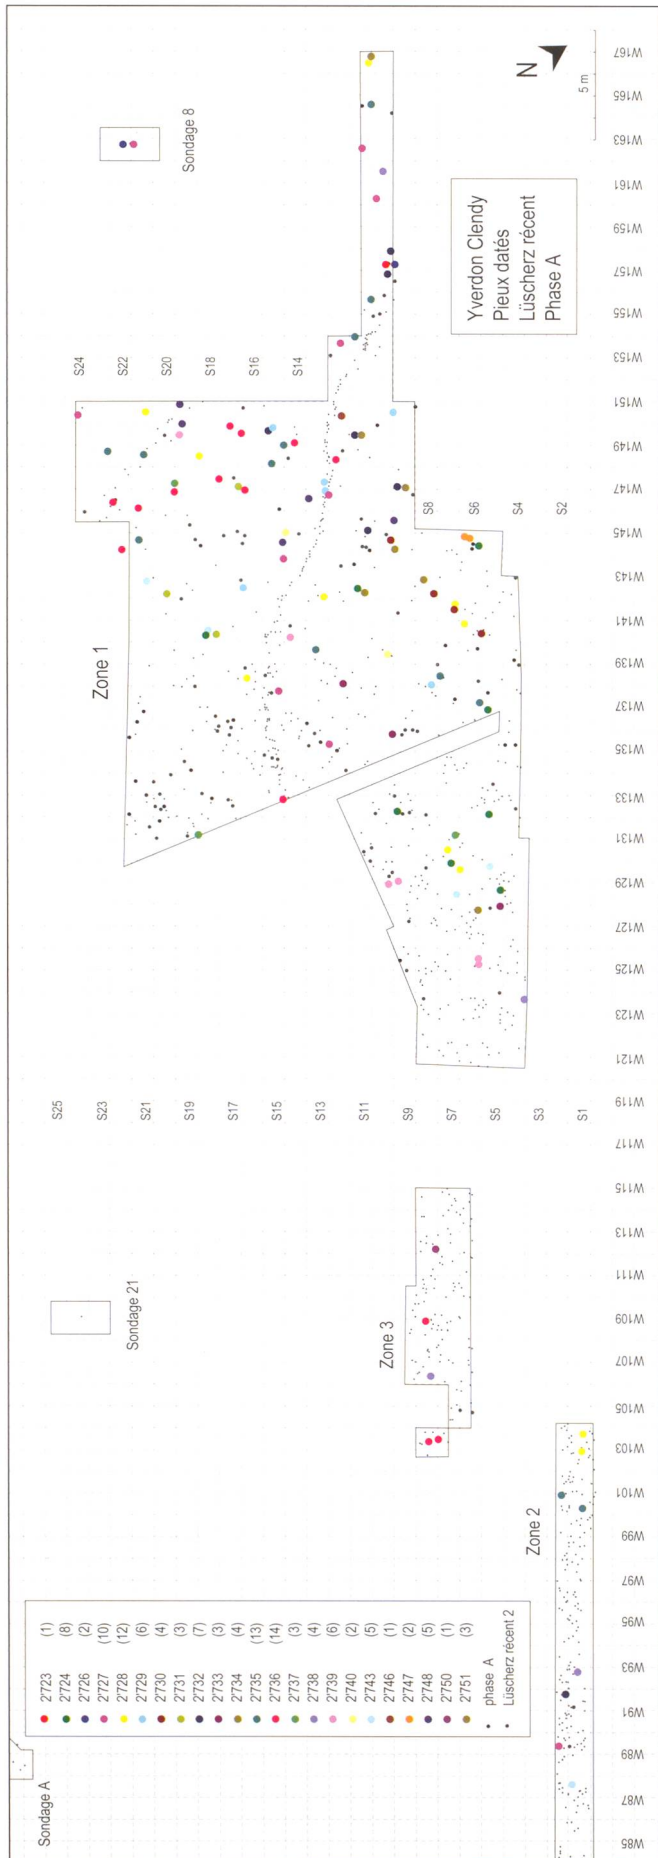 W167
W165
W163
W161
W159
W157
W155
W153
W151
W149
W147
W145
W143
W141
W139
W137
W135
W133
W131
W129
W127
W125
W123
W121
W119
W117
W115
W113
W111
W109
W107
W105
W103
W101
W99
W97
W95
W93
W91
W89
W87
W85
N
5 m
Sondage 8
Yverdon Clendy
Pieux datés
Lüscherz récent
Phase A
S24
S22
S20
S18
S16
S14
S8
S6
S4
S2
Zone 1
S25
S23
S21
S19
S17
S15
S13
S11
S9
S7
S5
S3
S1
Sondage 21
Zone 3
Zone 2
Sondage A
2'723 (1)
2'724 (8)
2'726 (2)
2'727 (10)
2'728 (12)
2'729 (6)
2'730 (4)
2'731 (3)
2'732 (7)
2'733 (3)
2'734 (4)
2'735 (13)
2'736 (14)
2'737 (3)
2'738 (4)
2'739 (6)
2'740 (2)
2'743 (5)
2'746 (1)
2'747 (2)
2'748 (5)
2'750 (1)
2'751 (3)
phase A
Lüscherz récent 2